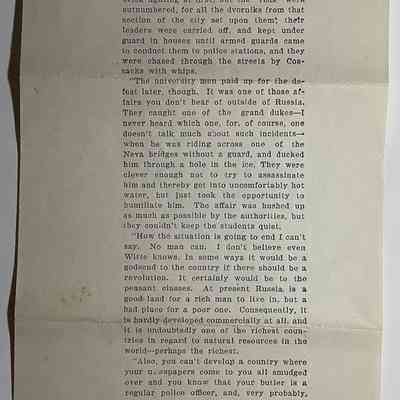 outnumbered, for all the dvorniks from that
section of the city set upon them; their
leaders were carried off, and kept under
guard in houses until armed guards came
to conduct them to police stations, and they
were chased through the streets by Cos-
sacks with whips.
"The university men paid up for the de-
feat later, though. It was one of those af-
fairs you don't hear of outside of Russia.
They caught one of the grand dukes—I
never heard which one, for, of course, one
doesn't talk much about such incidents—
when he was riding across one of the
Neva bridges without a guard, and ducked
him through a hole in the ice. They were
clever enough not to try to assassinate
him and thereby get into uncomfortably hot
water, but just took the opportunity to
humiliate him. The affair was hushed up
as much as possible by the authorities, but
they couldn't keep the students quiet.
"How the situation is going to end I can't
say. No man can. I don't believe even
Witte knows. In some ways it would be a
godsend to the country if there should be a
revolution. It certainly would be to the
peasant classes. At present Russia is a
good land for a rich man to live in, but a
bad place for a poor one. Consequently, it
is hardly developed commercially at all, and
it is undoubtedly one of the richest coun-
tries in regard to natural resources in the
world—perhaps the richest.
"Also, you can't develop a country where
your newspapers come to you all smudged
over and you know that your butler is a
regular police officer, and, very probably,